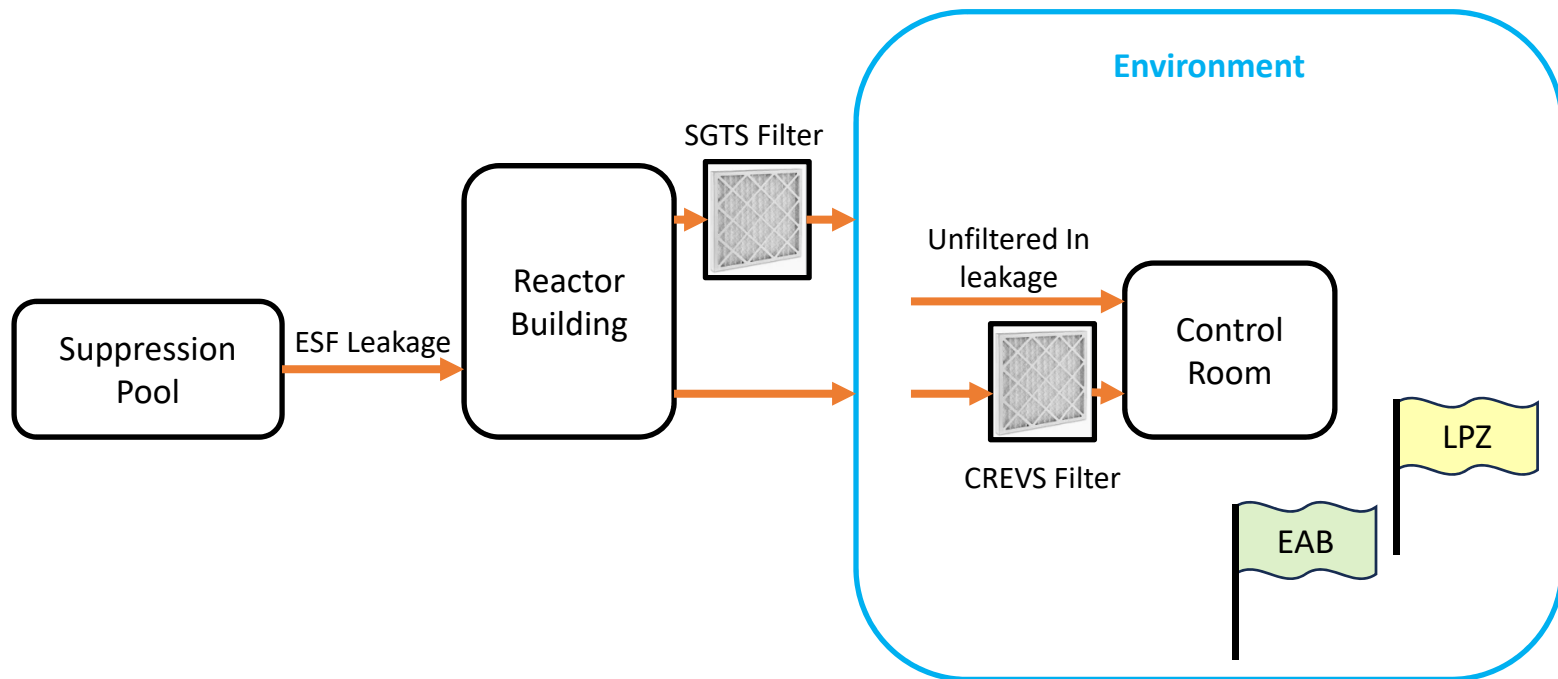 Environment
SGTS Filter
Unfiltered In
leakage
Reactor
Building
Control
Room
ESF Leakage
Suppression
Pool
CREVS Filter
LPZ
EAB